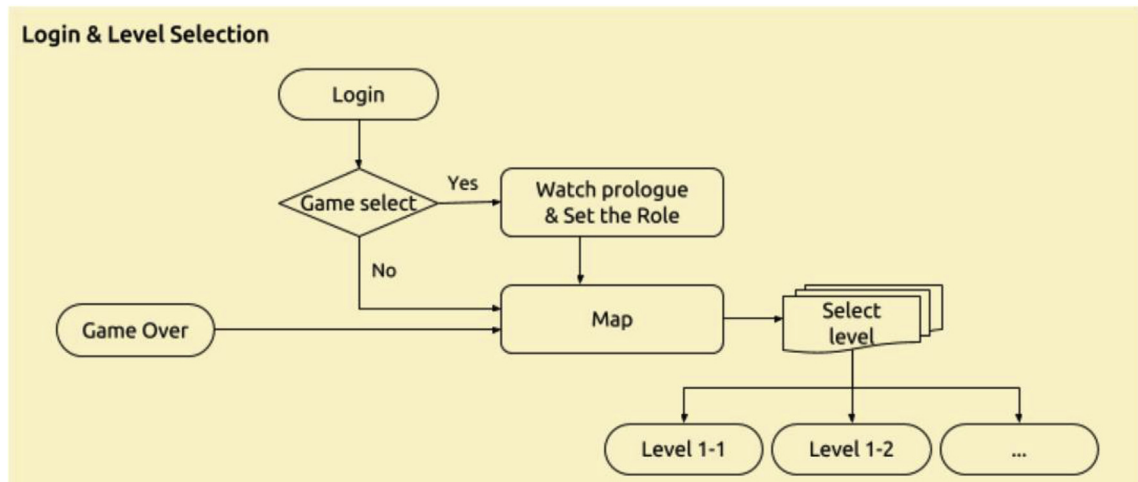 Login & Level Selection
Login
Game select
Yes
Watch prologue
& Set the Role
No
Map
Select
level
Game Over
Level 1-1
Level 1-2
...